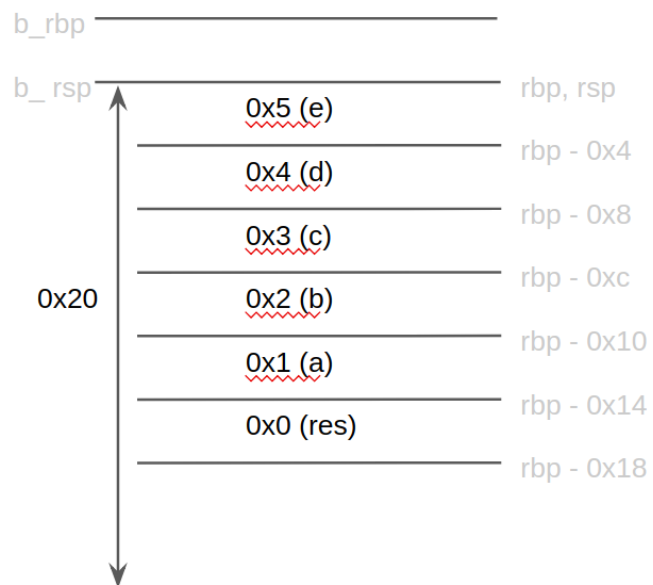 b_rbp
b_ rsp
rbp, rsp
0x5 (e)
rbp - 0x4
0x4 (d)
rbp - 0x8
0x3 (c)
rbp - 0xc
0x20
0x2 (b)
rbp - 0x10
0x1 (a)
rbp - 0x14
0x0 (res)
rbp - 0x18